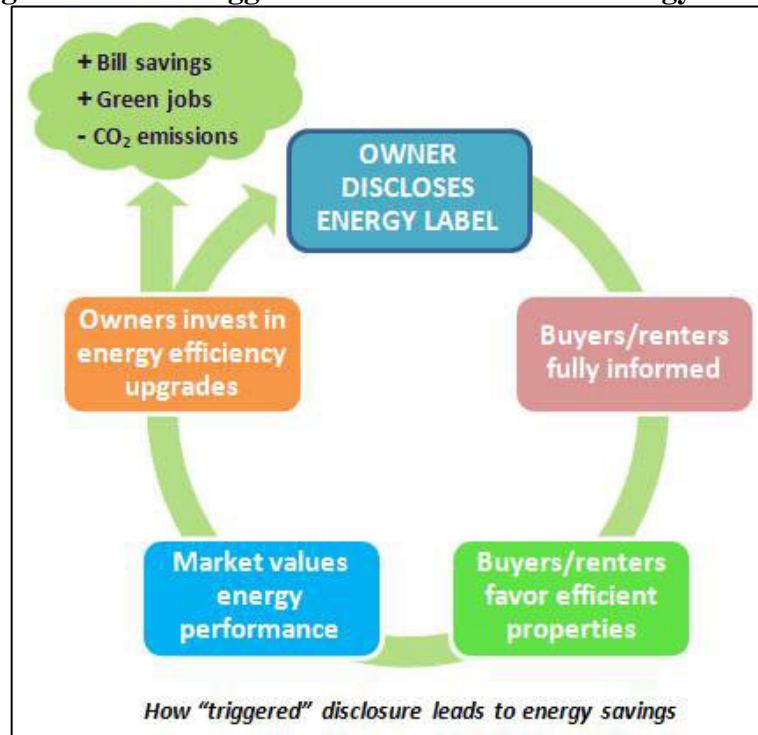 + Bill savings
+ Green jobs
- CO₂ emissions
OWNER
DISCLOSES
ENERGY LABEL
Buyers/renters
fully informed
Buyers/renters
favor efficient
properties
Market values
energy
performance
Owners invest in
energy efficiency
upgrades
How “triggered” disclosure leads to energy savings